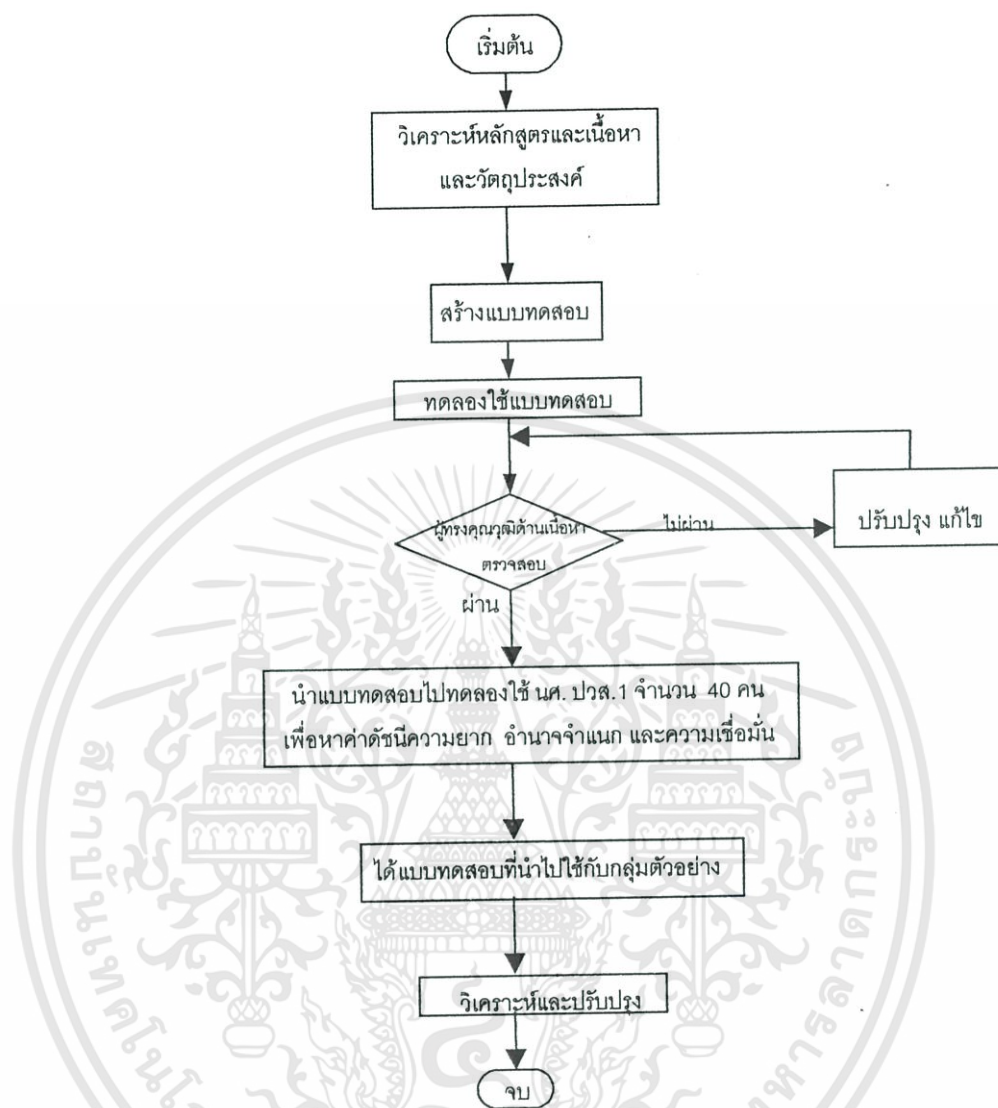 เริ่มต้น
วิเคราะห์หลักสูตรและเนื้อหา
และวัตถุประสงค์
สร้างแบบทดสอบ
ทดลองใช้แบบทดสอบ
ผู้ทรงคุณวุฒิด้านเนื้อหา
ตรวจสอบ
ไม่ผ่าน
ปรับปรุง แก้ไข
ผ่าน
นำแบบทดสอบไปทดลองใช้ นศ. ปวส.1 จำนวน 40 คน
เพื่อหาค่าดัชนีความยาก อำนาจจำแนก และความเชื่อมั่น
ได้แบบทดสอบที่นำไปใช้กับกลุ่มตัวอย่าง
วิเคราะห์และปรับปรุง
จบ